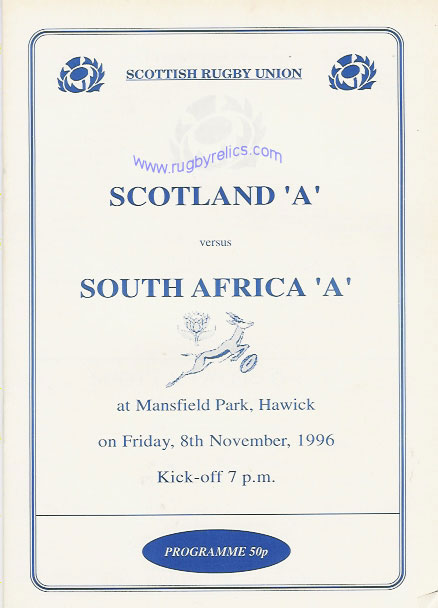 SCOTTISH RUGBY UNION
www.rugbyrelics.com
SCOTLAND 'A'
versus
SOUTH AFRICA 'A'
at Mansfield Park, Hawick
on Friday, 8th November, 1996
Kick-off 7 p.m.
PROGRAMME 50p